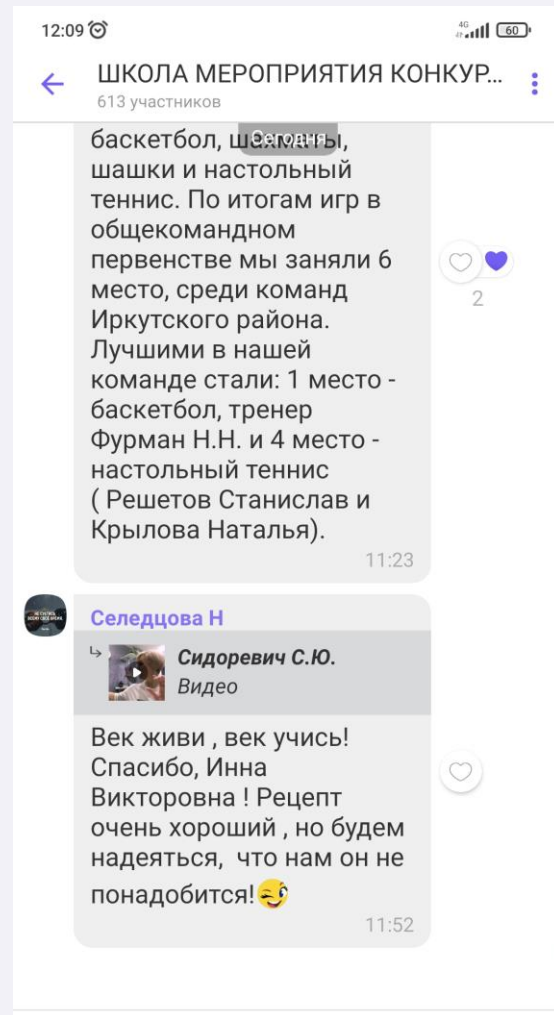 12:09
4G
60
ШКОЛА МЕРОПРИЯТИЯ КОНКУР...
613 участников
Сегодня
баскетбол, шахматы,
шашки и настольный
теннис. По итогам игр в
общекомандном
первенстве мы заняли 6
место, среди команд
Иркутского района.
Лучшими в нашей
команде стали: 1 место -
баскетбол, тренер
Фурман Н.Н. и 4 место -
настольный теннис
( Решетов Станислав и
Крылова Наталья).
2
11:23
Селедцова Н
Сидоревич С.Ю.
Видео
Век живи , век учись!
Спасибо, Инна
Викторовна ! Рецепт
очень хороший , но будем
надеяться, что нам он не
понадобится!
11:52